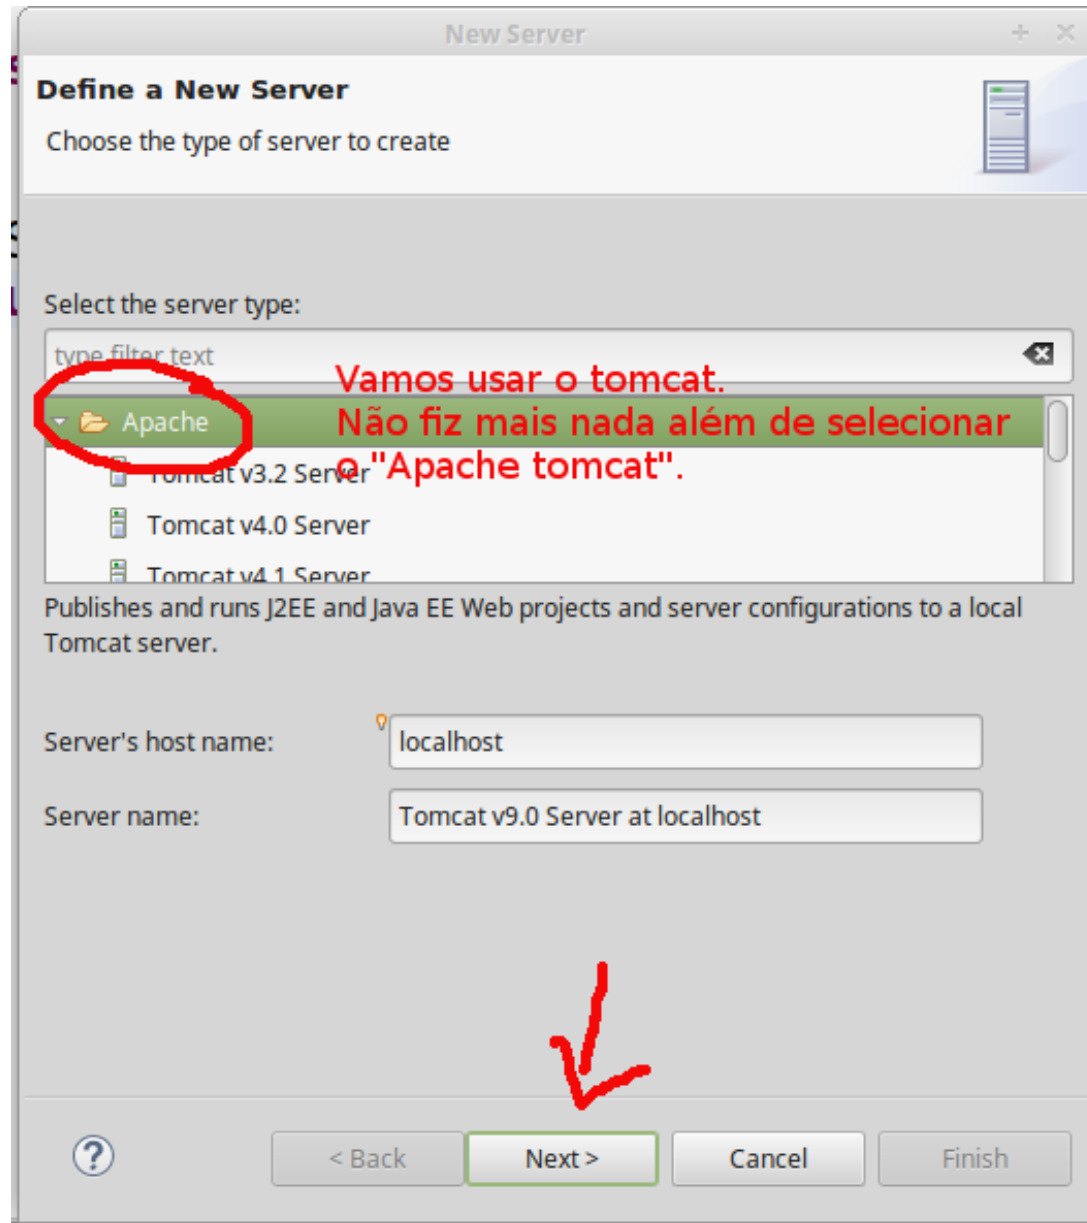 New Server
Define a New Server
Choose the type of server to create
Select the server type:
type filter text
Vamos usar o tomcat.
Apache
Não fiz mais nada além de selecionar
o "Apache tomcat".
Tomcat v3.2 Server
Tomcat v4.0 Server
Tomcat v4.1 Server
Publishes and runs J2EE and Java EE Web projects and server configurations to a local
Tomcat server.
Server's host name:
localhost
Server name:
Tomcat v9.0 Server at localhost
?
< Back
Next >
Cancel
Finish